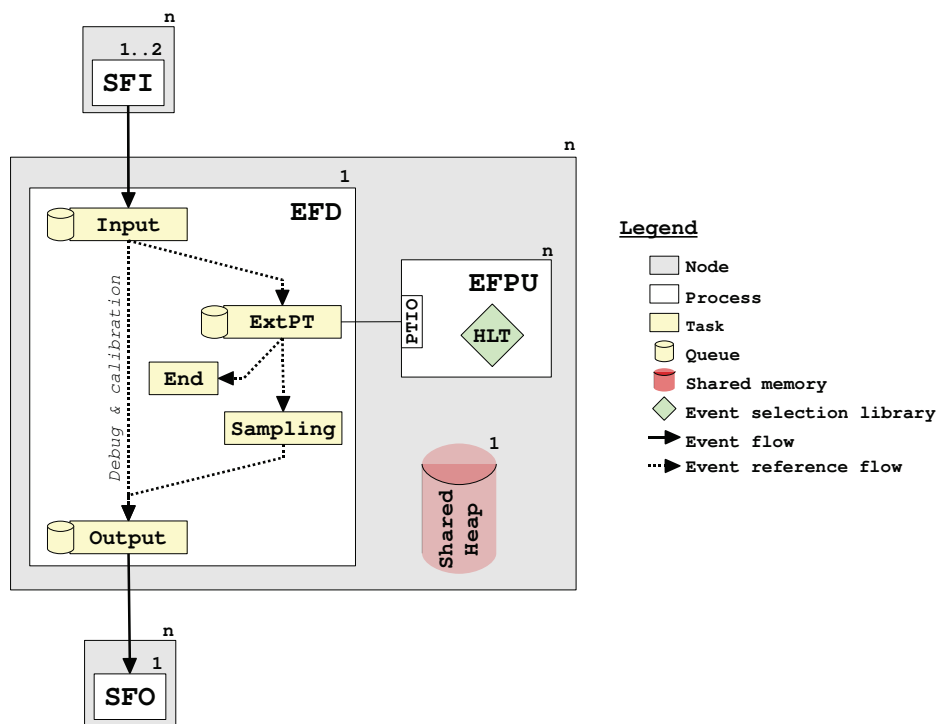 n
1..2
SFI
n
1
EFD
Input
n
EFPU
PTIO
HLT
ExtPT
Debug & calibration
End
Sampling
1
Shared
Heap
Output
n
1
SFO
Legend
Node
Process
Task
Queue
Shared memory
Event selection library
Event flow
Event reference flow